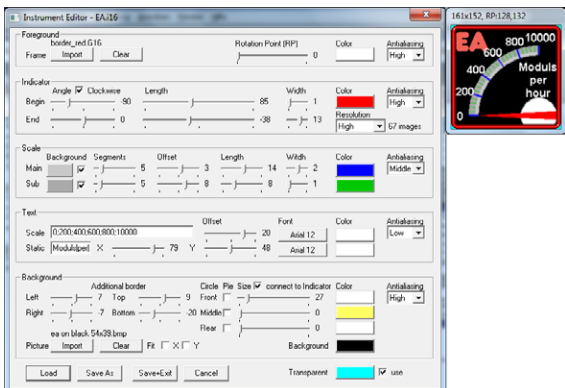 Instrument Editor - EA.i16
Foreground
border_red.G16
Rotation Point (RP) Color Antialiasing
Frame Import Clear 0 High
Indicator
Angle Clockwise Length Width Color Antialiasing
Begin -90 85 1 High
End 0 -38 13 Resolution
High 67 images
Scale
Background Segments Offset Length Width Color Antialiasing
Main 5 3 14 2 Middle
Sub 5 8 8 1
Text
Offset Font Color Antialiasing
Scale 0;200;400;600;800;10000 20 Arial 12 Low
Static Moduls|per| X 79 Y 48 Arial 12
Background
Additional border Circle Pie Size connect to Indicator Color Antialiasing
Left 7 Top 9 Front 27 High
Right -7 Bottom -20 Middle 0
Rear 0
ea on black 54x39.bmp
Picture Import Clear Fit X Y Background
Load Save As Save+Exit Cancel Transparent use
161x152, RP:128,132
EA
800 10000
600
400 Moduls
per
200 hour
0